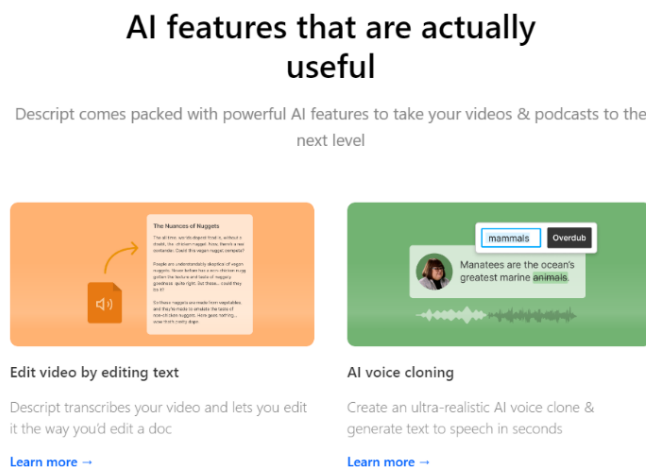 AI features that are actually
useful
Descript comes packed with powerful AI features to take your videos & podcasts to the
next level
The Nuances of Nuggets
mammals
Overdub
Manatees are the ocean's
greatest marine animals.
Edit video by editing text
AI voice cloning
Descript transcribes your video and lets you edit
it the way you'd edit a doc
Create an ultra-realistic AI voice clone &
generate text to speech in seconds
Learn more →
Learn more →